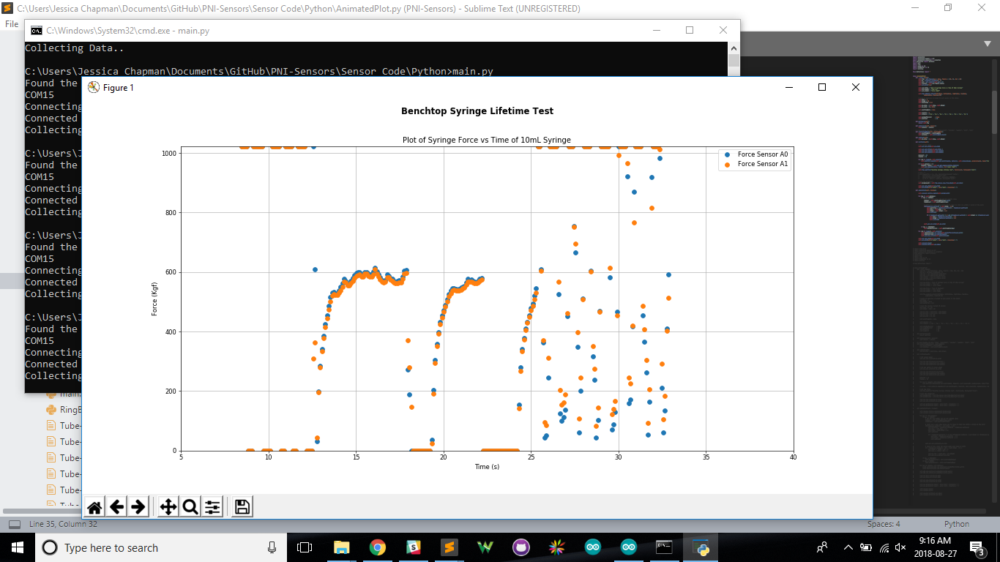 C:\Users\Jessica Chapman\Documents\GitHub\PNI-Sensors\Sensor Code\Python\AnimatedPlot.py (PNI-Sensors) - Sublime Text (UNREGISTERED)
File
C:\Windows\System32\cmd.exe - main.py
Collecting Data..
C:\Users\Jessica Chapman\Documents\GitHub\PNI-Sensors\Sensor Code\Python>main.py
Found the
COM15
Connecting
Connected
Collecting
C:\Users\J
Found the
COM15
Connecting
Connected
Collecting
C:\Users\J
Found the
COM15
Connecting
Connected
Collecting
C:\Users\J
Found the
COM15
Connecting
Connected
Collecting
Figure 1
Benchtop Syringe Lifetime Test
Plot of Syringe Force vs Time of 10mL Syringe
Force Sensor A0
Force Sensor A1
1000
800
600
400
200
0
Force (Kgf)
5 10 15 20 25 30 35 40
Time (s)
main.
RingB
Tube-
Tube-
Tube-
Tube-
Tube-
Tube-
Line 35, Column 32
Spaces: 4
Python
Type here to search
9:16 AM
2018-08-27
3